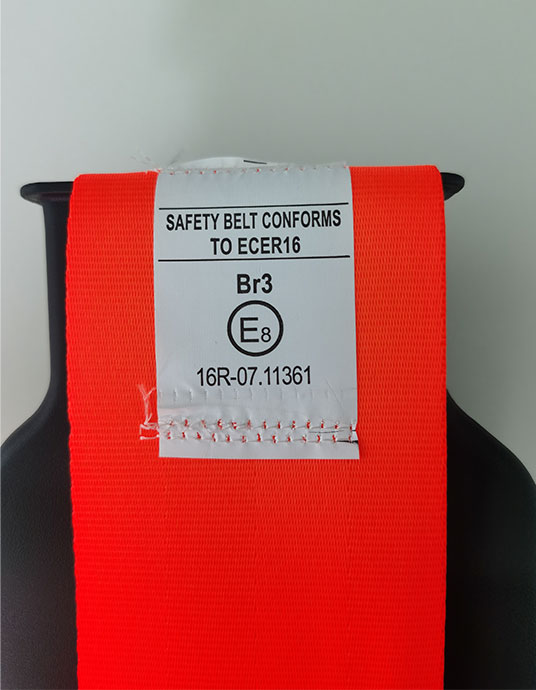 SAFETY BELT CONFORMS
TO ECER16
Br3
E8
16R-07.11361